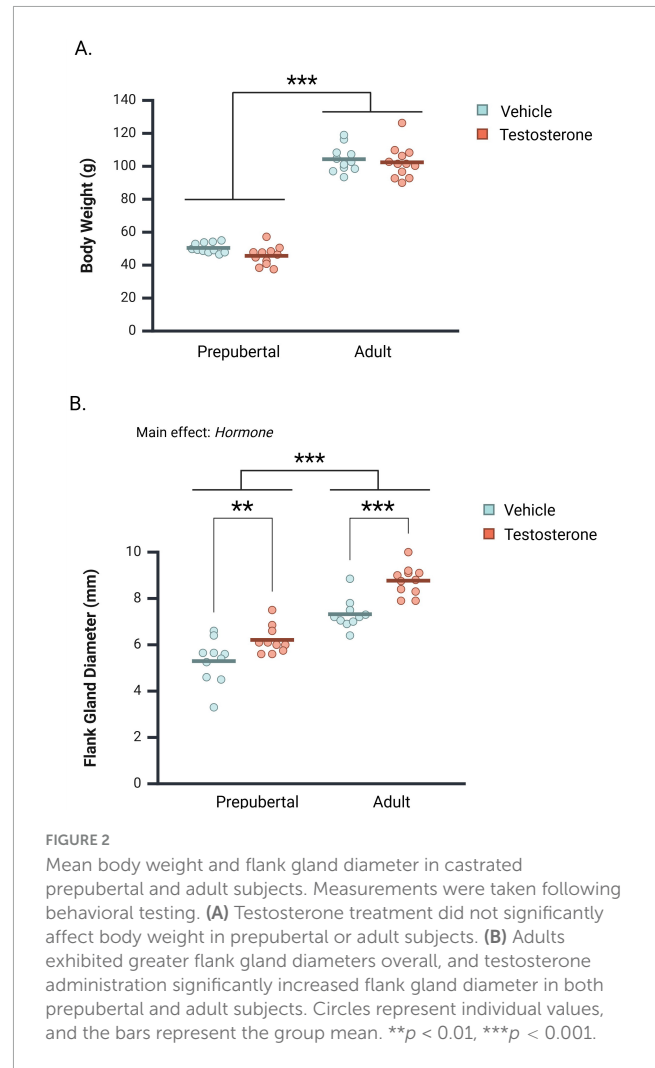 A.
***
140
120
100
80
60
40
20
0
Body Weight (g)
Vehicle
Testosterone
Prepubertal Adult
B.
Main effect: Hormone
***
** ***
Vehicle
Testosterone
10
8
6
4
2
0
Flank Gland Diameter (mm)
Prepubertal Adult
FIGURE 2
Mean body weight and flank gland diameter in castrated
prepubertal and adult subjects. Measurements were taken following
behavioral testing. (A) Testosterone treatment did not significantly
affect body weight in prepubertal or adult subjects. (B) Adults
exhibited greater flank gland diameters overall, and testosterone
administration significantly increased flank gland diameter in both
prepubertal and adult subjects. Circles represent individual values,
and the bars represent the group mean. **p < 0.01, ***p < 0.001.